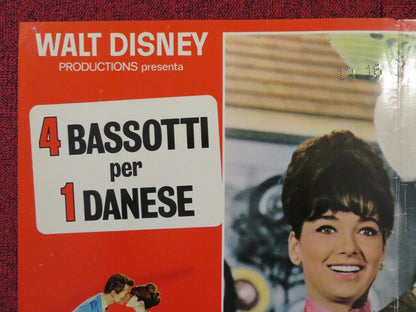 WALT DISNEY
PRODUCTIONS presenta
4 BASSOTTI
per
1 DANESE